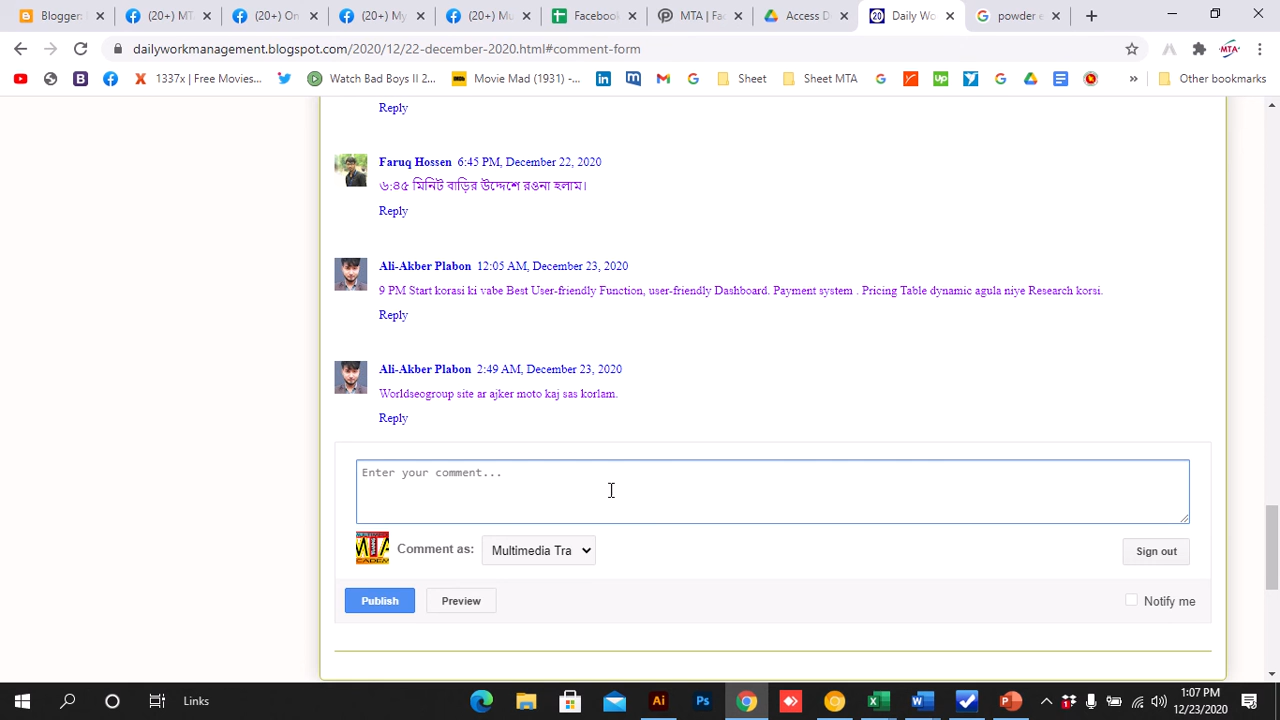 Blogger: 
(20+) MT
(20+) On
(20+) My
(20+) M
Facebook
MTA | F
Access D
20 Daily Wo
powder e
dailyworkmanagement.blogspot.com/2020/12/22-december-2020.html#comment-form
MTA
1337x | Free Movies...
Watch Bad Boys II 2...
Movie Mad (1931) -...
Sheet
Sheet MTA
Other bookmarks
Reply
Faruq Hossen 6:45 PM, December 22, 2020
৬:৪৫ মিনিট বাড়ির উদ্দেশে রওনা হলাম।
Reply
Ali-Akber Plabon 12:05 AM, December 23, 2020
9 PM Start korasi ki vabe Best User-friendly Function, user-friendly Dashboard. Payment system . Pricing Table dynamic agula niye Research korsi.
Reply
Ali-Akber Plabon 2:49 AM, December 23, 2020
Worldseogroup site ar ajker moto kaj sas korlam.
Reply
Enter your comment...
Comment as:
Multimedia Tra
Sign out
Publish
Preview
Notify me
Links
1:07 PM
12/23/2020